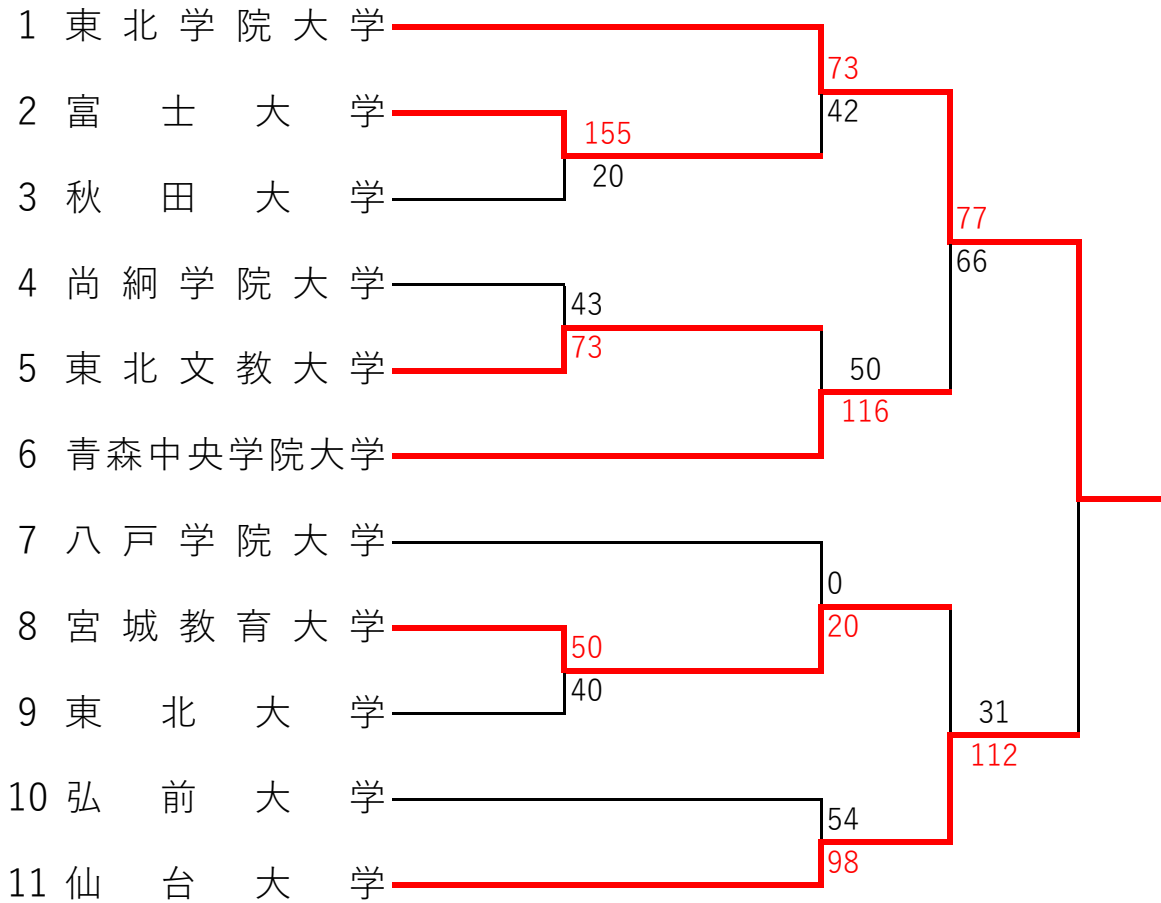 1 東北学院大学
73
2 富士大学
42
155
20
3 秋田大学
77
66
4 尚絅学院大学
43
73
5 東北文教大学
50
116
6 青森中央学院大学
7 八戸学院大学
0
20
8 宮城教育大学
50
40
9 東北大学
31
112
10 弘前大学
54
98
11 仙台大学